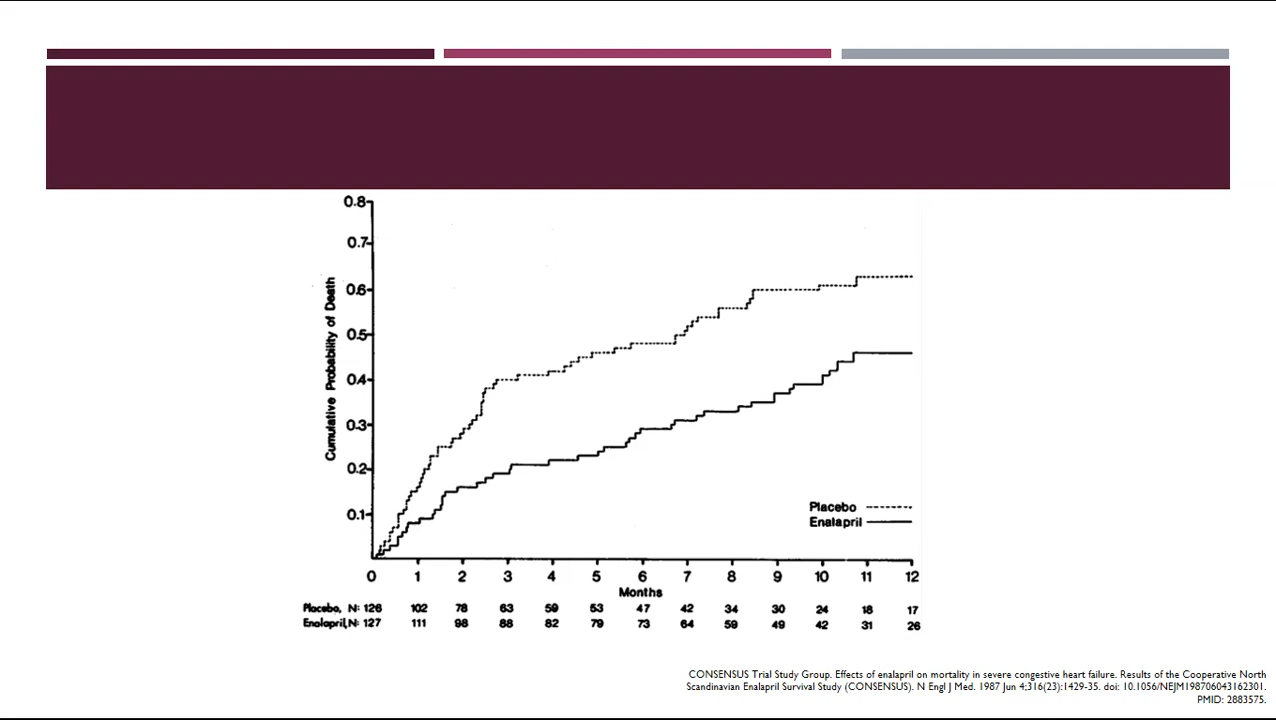 0.8
0.7
0.6
0.5
0.4
0.3
0.2
0.1
Cumulative Probability of Death
Placebo
Enalapril
0 1 2 3 4 5 6 7 8 9 10 11 12
Months
Placebo, N: 126 102 78 63 59 53 47 42 34 30 24 18 17
Enalapril, N: 127 111 98 88 82 79 73 64 59 49 42 31 26
CONSENSUS Trial Study Group. Effects of enalapril on mortality in severe congestive heart failure. Results of the Cooperative North
Scandinavian Enalapril Survival Study (CONSENSUS). N Engl J Med. 1987 Jun 4;316(23):1429-35. doi: 10.1056/NEJM198706043162301.
PMID: 2883575.